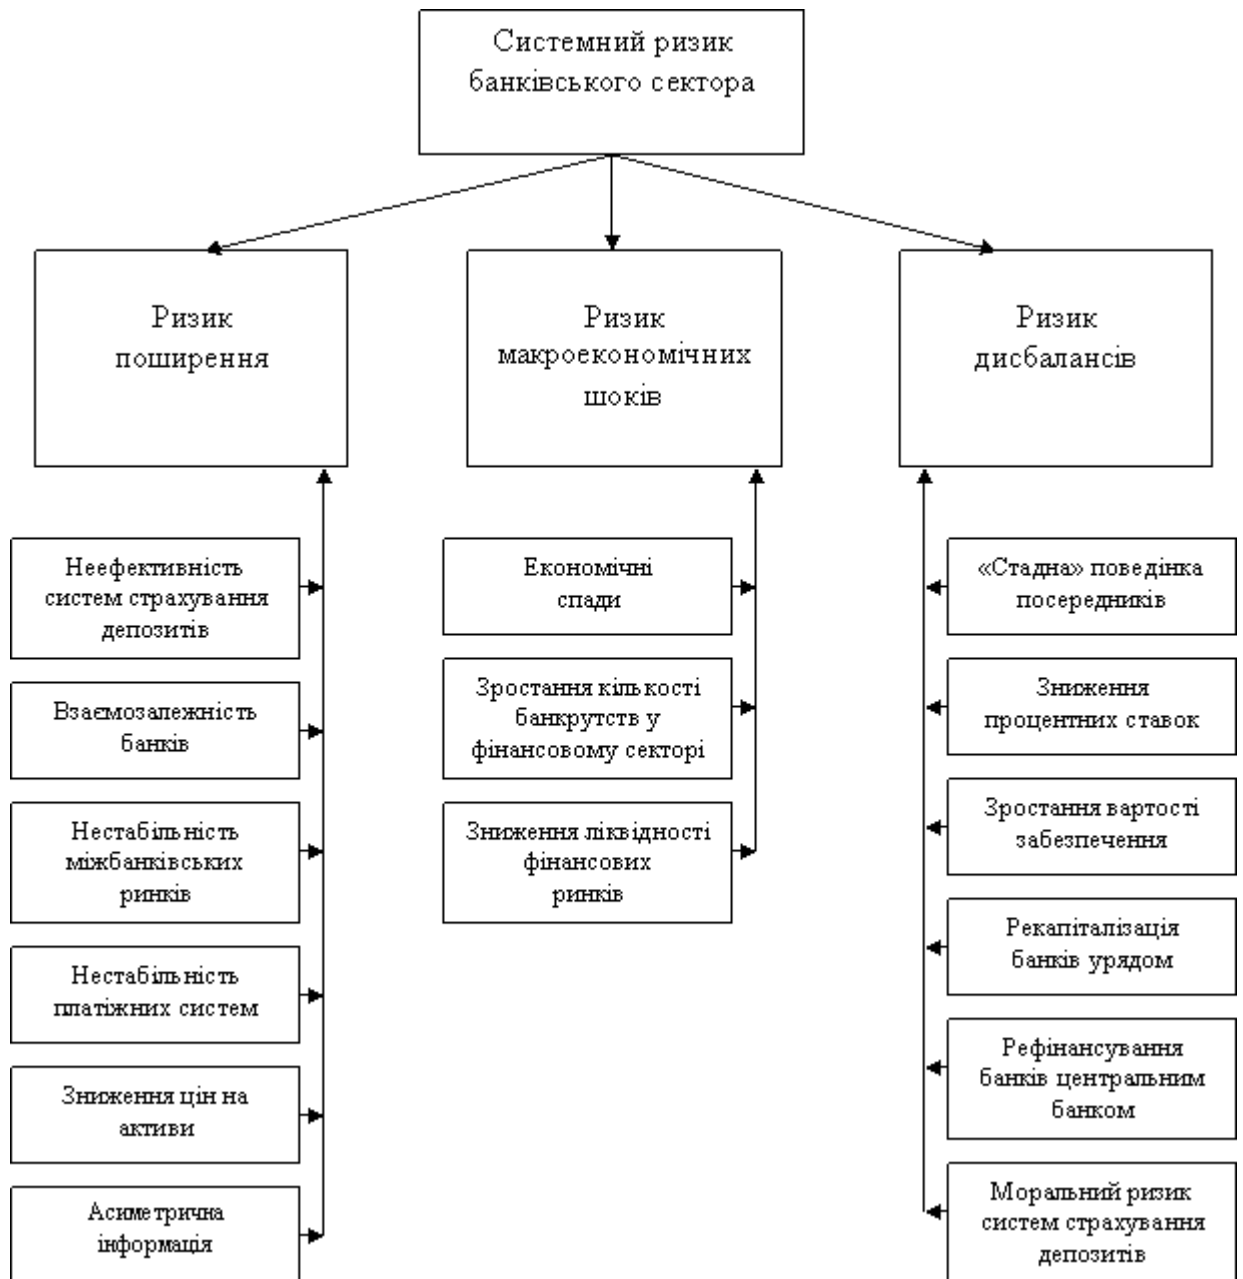 Системний ризик
банківського сектора
Ризик
поширення
Ризик
макроекономічних
шоків
Ризик
дисбалансів
Неефективність
систем страхування
депозитів
Взаємозалежність
банків
Нестабільність
міжбанківських
ринків
Нестабільність
платіжних систем
Зниження цін на
активи
Асиметрична
інформація
Економічні
спади
Зростання кількості
банкрутств у
фінансовому секторі
Зниження ліквідності
фінансових
ринків
«Стадна» поведінка
посередників
Зниження
процентних ставок
Зростання вартості
забезпечення
Рекапіталізація
банків урядом
Рефінансування
банків центральним
банком
Моральний ризик
систем страхування
депозитів